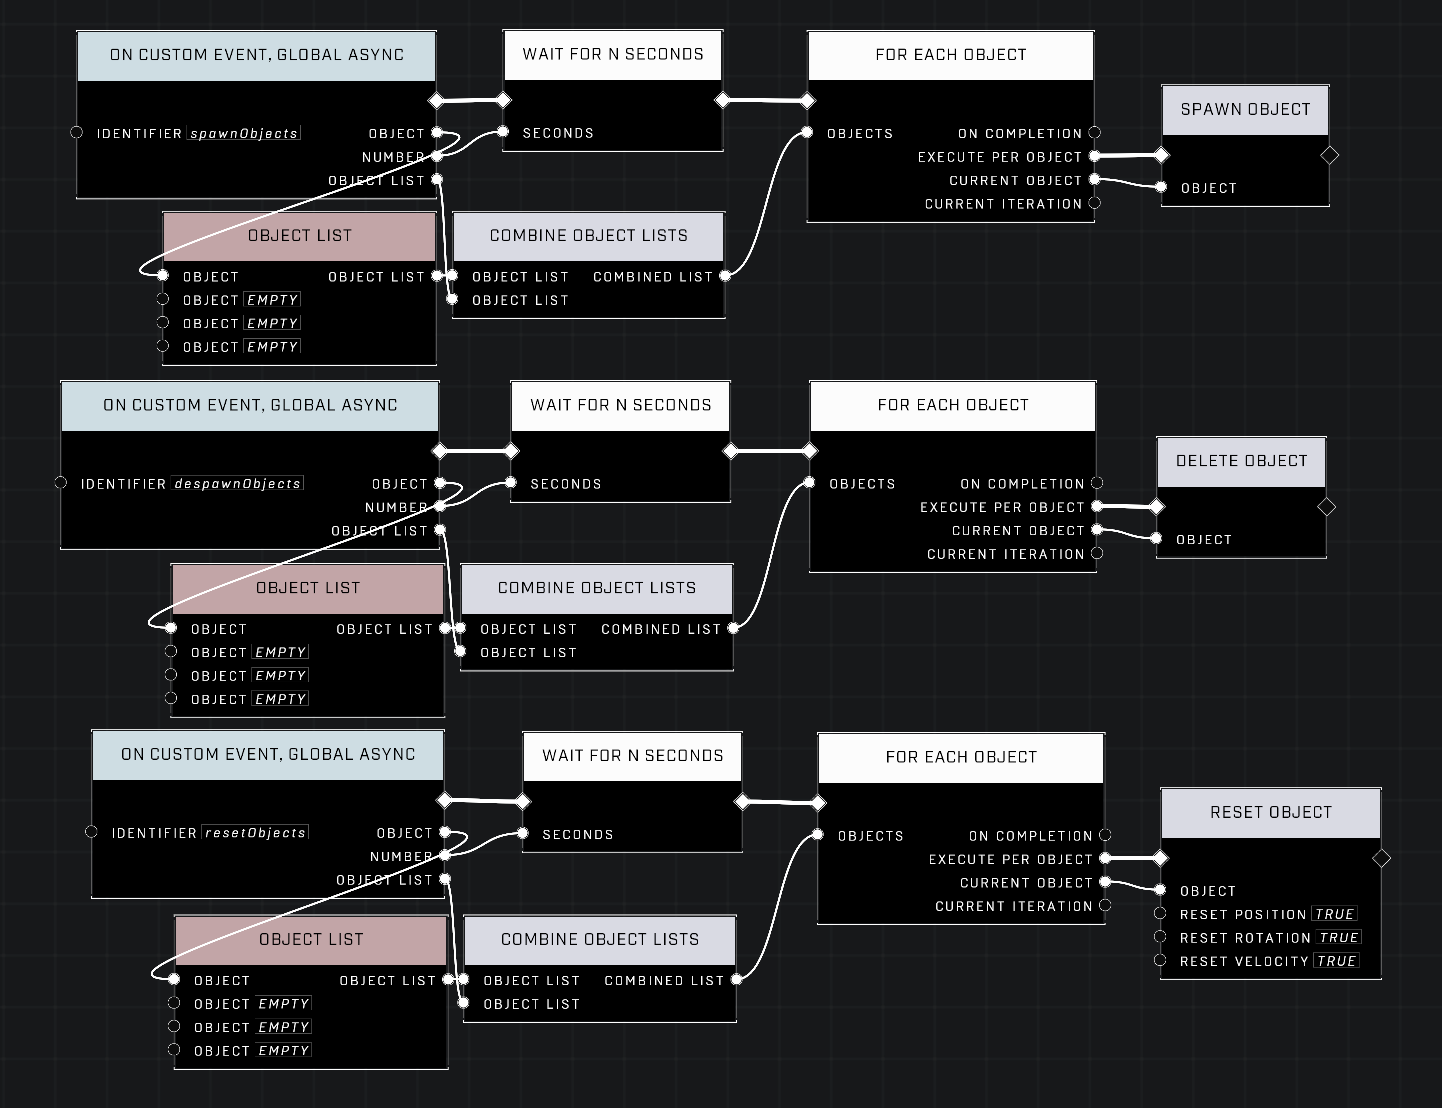 ON CUSTOM EVENT, GLOBAL ASYNC
IDENTIFIER spawnObjects
OBJECT
NUMBER
OBJECT LIST
WAIT FOR N SECONDS
SECONDS
FOR EACH OBJECT
OBJECTS
ON COMPLETION
EXECUTE PER OBJECT
CURRENT OBJECT
CURRENT ITERATION
SPAWN OBJECT
OBJECT
OBJECT LIST
OBJECT OBJECT LIST
OBJECT EMPTY
OBJECT EMPTY
OBJECT EMPTY
COMBINE OBJECT LISTS
OBJECT LIST COMBINED LIST
OBJECT LIST
ON CUSTOM EVENT, GLOBAL ASYNC
IDENTIFIER despawnObjects
OBJECT
NUMBER
OBJECT LIST
WAIT FOR N SECONDS
SECONDS
FOR EACH OBJECT
OBJECTS
ON COMPLETION
EXECUTE PER OBJECT
CURRENT OBJECT
CURRENT ITERATION
DELETE OBJECT
OBJECT
OBJECT LIST
OBJECT OBJECT LIST
OBJECT EMPTY
OBJECT EMPTY
OBJECT EMPTY
COMBINE OBJECT LISTS
OBJECT LIST COMBINED LIST
OBJECT LIST
ON CUSTOM EVENT, GLOBAL ASYNC
IDENTIFIER resetObjects
OBJECT
NUMBER
OBJECT LIST
WAIT FOR N SECONDS
SECONDS
FOR EACH OBJECT
OBJECTS
ON COMPLETION
EXECUTE PER OBJECT
CURRENT OBJECT
CURRENT ITERATION
RESET OBJECT
OBJECT
RESET POSITION TRUE
RESET ROTATION TRUE
RESET VELOCITY TRUE
OBJECT LIST
OBJECT OBJECT LIST
OBJECT EMPTY
OBJECT EMPTY
OBJECT EMPTY
COMBINE OBJECT LISTS
OBJECT LIST COMBINED LIST
OBJECT LIST